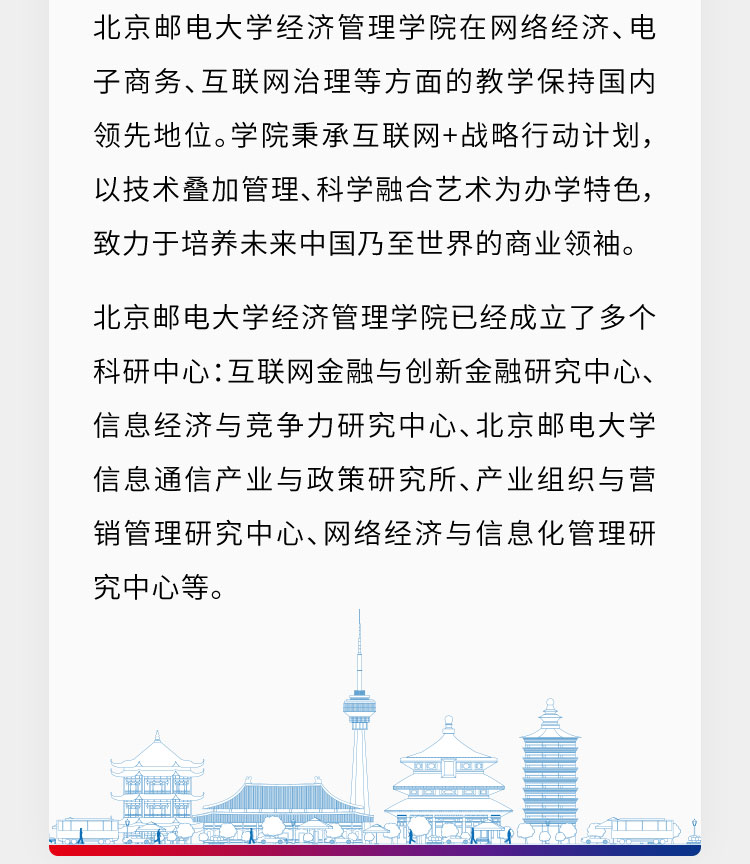 北京邮电大学经济管理学院在网络经济、电
子商务、互联网治理等方面的教学保持国内
领先地位。学院秉承互联网+战略行动计划，
以技术叠加管理、科学融合艺术为办学特色，
致力于培养未来中国乃至世界的商业领袖。
北京邮电大学经济管理学院已经成立了多个
科研中心：互联网金融与创新金融研究中心、
信息经济与竞争力研究中心、北京邮电大学
信息通信产业与政策研究所、产业组织与营
销管理研究中心、网络经济与信息化管理研
究中心等。